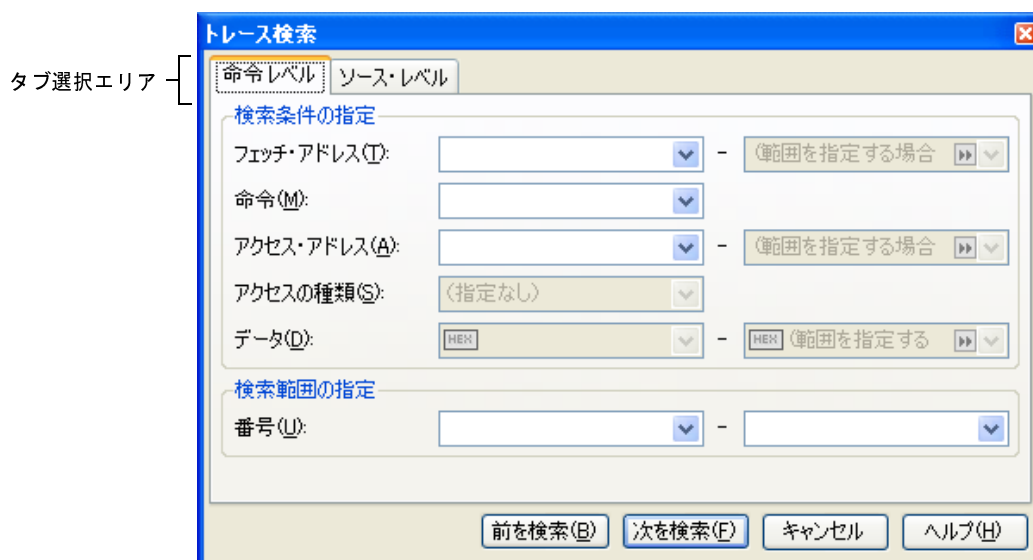 トレース検索
タブ選択エリア
命令レベル ソース・レベル
検索条件の指定
フェッチ・アドレス(T): - (範囲を指定する場合
命令(M):
アクセス・アドレス(A): - (範囲を指定する場合
アクセスの種類(S): (指定なし)
データ(D): HEX - HEX (範囲を指定する
検索範囲の指定
番号(U): -
前を検索(B) 次を検索(F) キャンセル ヘルプ(H)